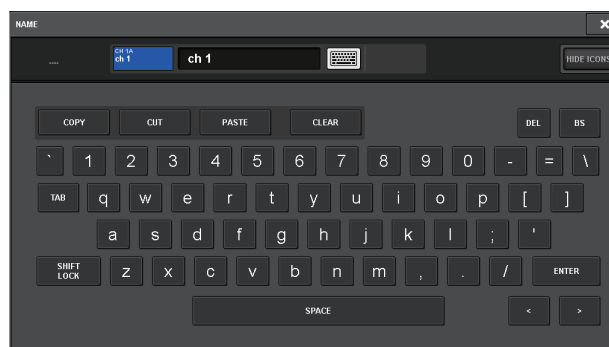 NAME ×
---- CH 1A
ch 1 ch 1 HIDE ICONS
COPY CUT PASTE CLEAR DEL BS
` 1 2 3 4 5 6 7 8 9 0 - = \
TAB q w e r t y u i o p [ ]
a s d f g h j k l ; '
SHIFT LOCK z x c v b n m , . / ENTER
SPACE < >